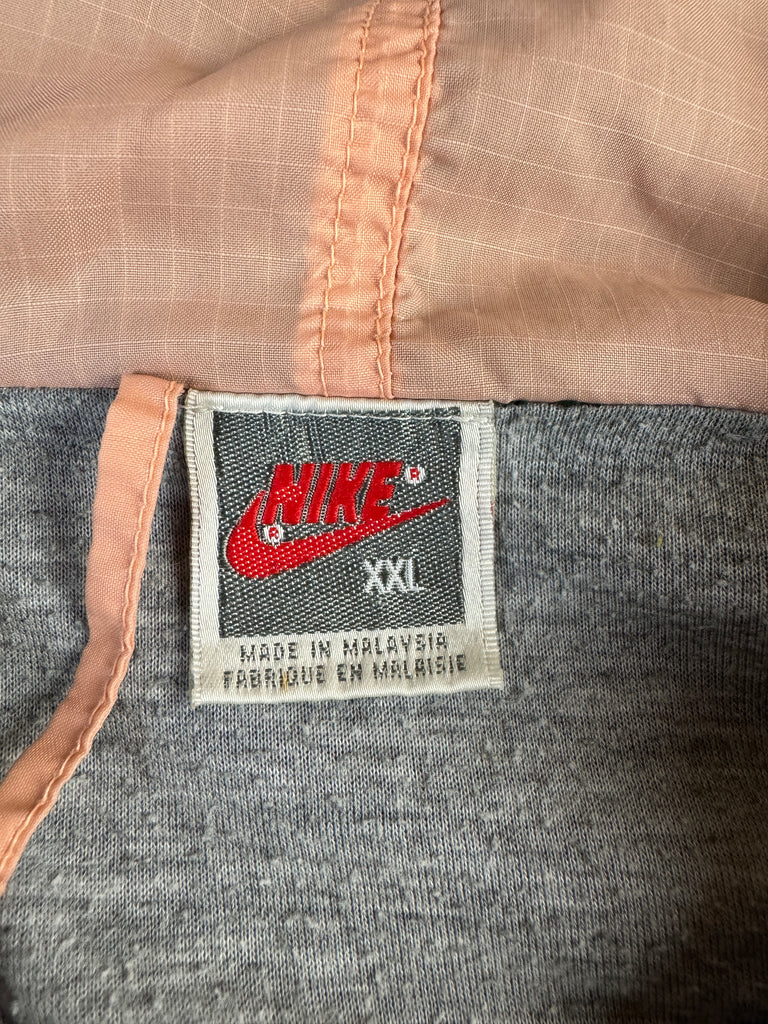 NIKE®
®
XXL
MADE IN MALAYSIA
FABRIQUE EN MALAISIE